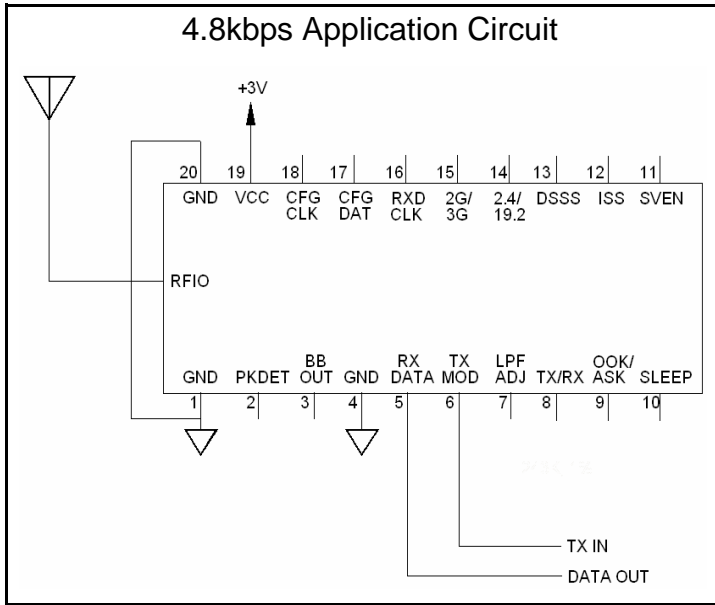 4.8kbps Application Circuit
+3V
20 19 18 17 16 15 14 13 12 11
GND VCC CFG CFG RXD 2G/ 2.4/ DSSS ISS SVEN
CLK DAT CLK 3G 19.2
RFIO
BB RX TX LPF OOK/
GND PKDET OUT GND DATA MOD ADJ TX/RX ASK SLEEP
1 2 3 4 5 6 7 8 9 10
TX IN
DATA OUT